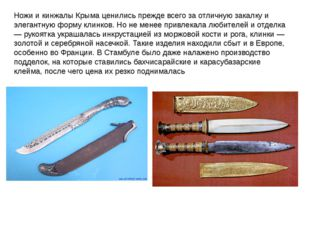 Ножи и кинжалы Крыма ценились прежде всего за отличную закалку и
элегантную форму клинков. Но не менее привлекала любителей и отделка
— рукоятка украшалась инкрустацией из моржовой кости и рога, клинки —
золотой и серебряной насечкой. Такие изделия находили сбыт и в Европе,
особенно во Франции. В Стамбуле было даже налажено производство
подделок, на которые ставились бахчисарайские и карасубазарские
клейма, после чего цена их резко поднималась